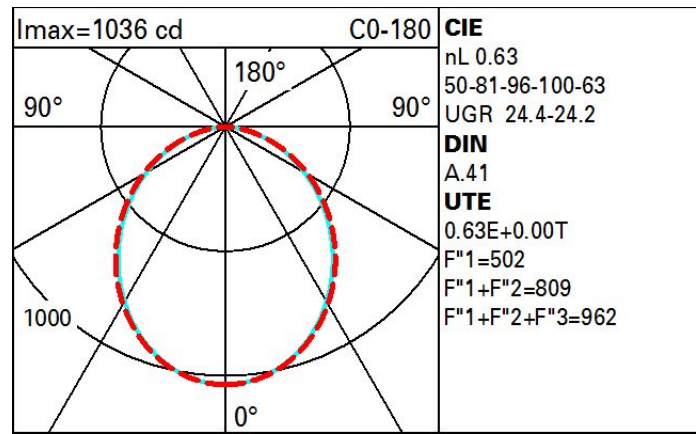 Imax=1036 cd C0-180
180°
90° 90°
1000
0°
CIE
nL 0.63
50-81-96-100-63
UGR 24.4-24.2
DIN
A.41
UTE
0.63E+0.00T
F"1=502
F"1+F"2=809
F"1+F"2+F"3=962